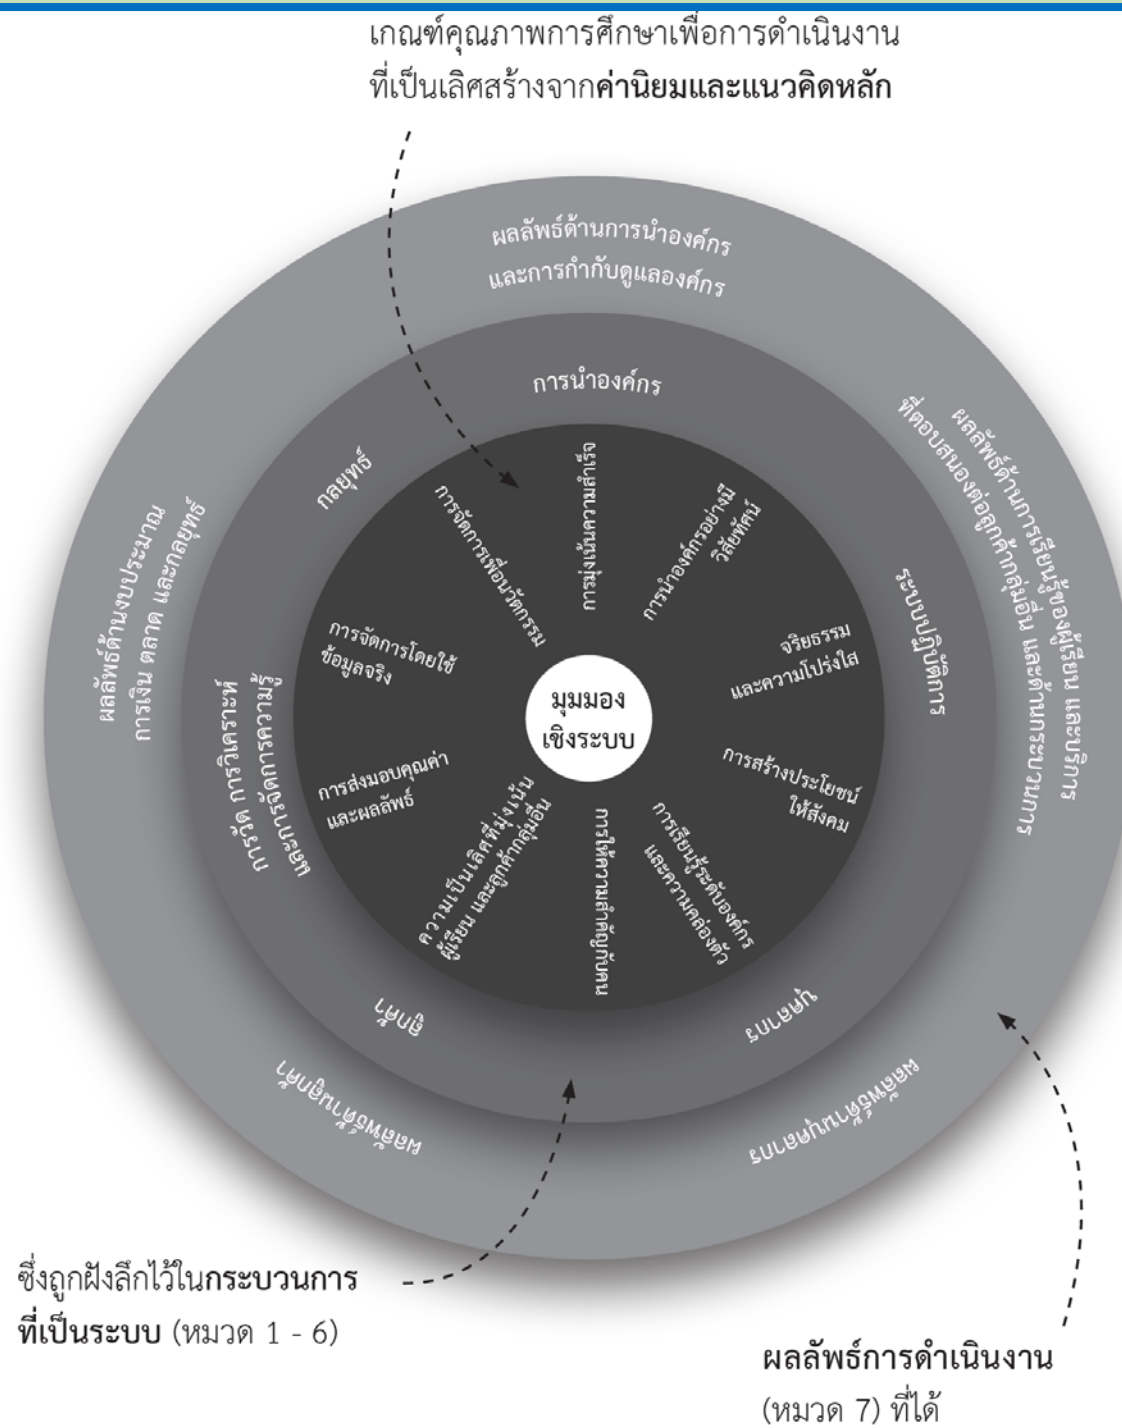 เกณฑ์คุณภาพการศึกษาเพื่อการดำเนินงาน
ที่เป็นเลิศสร้างจากค่านิยมและแนวคิดหลัก
ผลลัพธ์ด้านการนำองค์กร
และการกำกับดูแลองค์กร
ผลลัพธ์ด้านการเรียนรู้ของผู้เรียน และบริการ
ที่ตอบสนองต่อลูกค้ากลุ่มอื่น และด้านกระบวนการ
ผลลัพธ์ด้านบุคลากร
ผลลัพธ์ด้านลูกค้า
ผลลัพธ์ด้านงบประมาณ
การเงิน ตลาด และกลยุทธ์
การนำองค์กร
ระบบปฏิบัติการ
บุคลากร
ลูกค้า
การวัด การวิเคราะห์
และการจัดการความรู้
กลยุทธ์
การมุ่งเน้นความสำเร็จ
การนำองค์กรอย่างมี
วิสัยทัศน์
จริยธรรม
และความโปร่งใส
การสร้างประโยชน์
ให้สังคม
การเรียนรู้ระดับองค์กร
และความคล่องตัว
การให้ความสำคัญกับคน
ความเป็นเลิศที่มุ่งเน้น
ผู้เรียน และลูกค้ากลุ่มอื่น
การส่งมอบคุณค่า
และผลลัพธ์
การจัดการโดยใช้
ข้อมูลจริง
การจัดการเพื่อนวัตกรรม
มุมมอง
เชิงระบบ
ซึ่งถูกฝังลึกไว้ในกระบวนการ
ที่เป็นระบบ (หมวด 1 - 6)
ผลลัพธ์การดำเนินงาน
(หมวด 7) ที่ได้